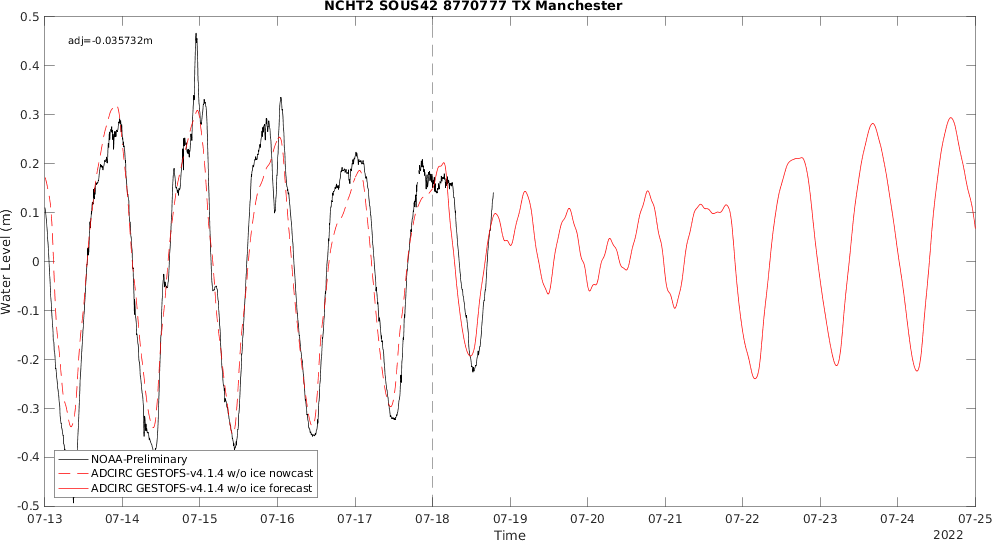 NCHT2 SOUS42 8770777 TX Manchester
adj=-0.035732m
0.5
0.4
0.3
0.2
0.1
0
-0.1
-0.2
-0.3
-0.4
-0.5
Water Level (m)
NOAA-Preliminary
ADCIRC GESTOFS-v4.1.4 w/o ice nowcast
ADCIRC GESTOFS-v4.1.4 w/o ice forecast
07-13 07-14 07-15 07-16 07-17 07-18 07-19 07-20 07-21 07-22 07-23 07-24 07-25
Time
2022